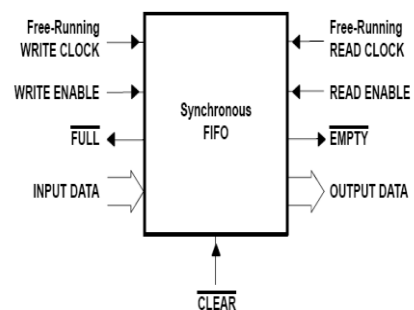 Free-Running
WRITE CLOCK
Free-Running
READ CLOCK
WRITE ENABLE
READ ENABLE
Synchronous
FIFO
FULL
EMPTY
INPUT DATA
OUTPUT DATA
CLEAR